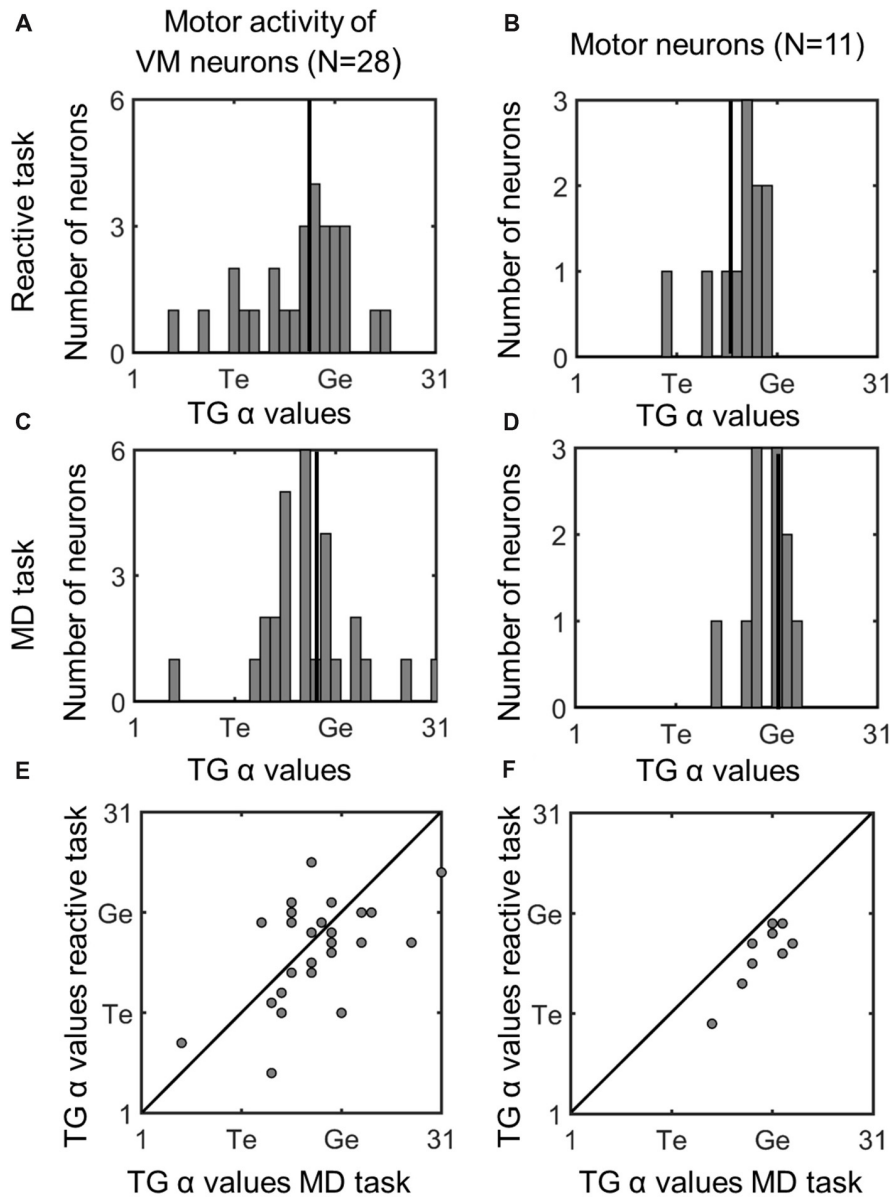 A
Motor activity of
VM neurons (N=28)
B
Motor neurons (N=11)
Reactive task
Number of neurons
6
3
0
1
Te
Ge
31
TG α values
Number of neurons
3
2
1
0
1
Te
Ge
31
TG α values
C
MD task
Number of neurons
6
3
0
1
Te
Ge
31
TG α values
D
Number of neurons
3
2
1
0
1
Te
Ge
31
TG α values
E
TG α values reactive task
31
Ge
Te
1
1
Te
Ge
31
TG α values MD task
F
TG α values reactive task
31
Ge
Te
1
1
Te
Ge
31
TG α values MD task